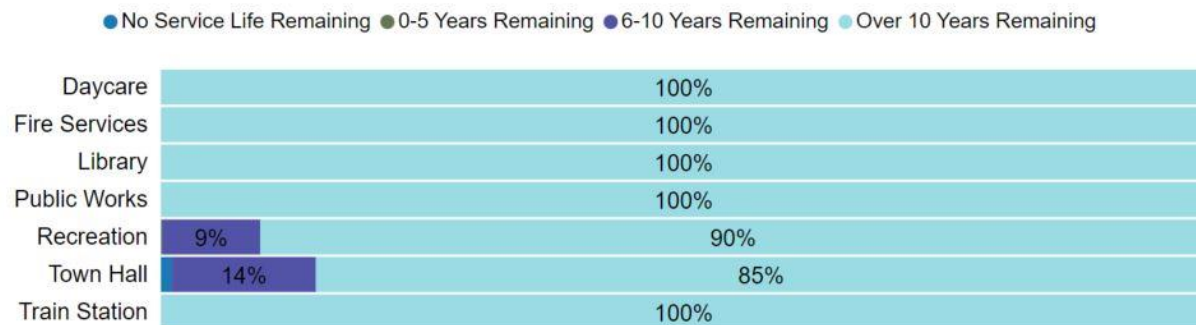 No Service Life Remaining 0-5 Years Remaining 6-10 Years Remaining Over 10 Years Remaining
Daycare 100%
Fire Services 100%
Library 100%
Public Works 100%
Recreation 9% 90%
Town Hall 14% 85%
Train Station 100%